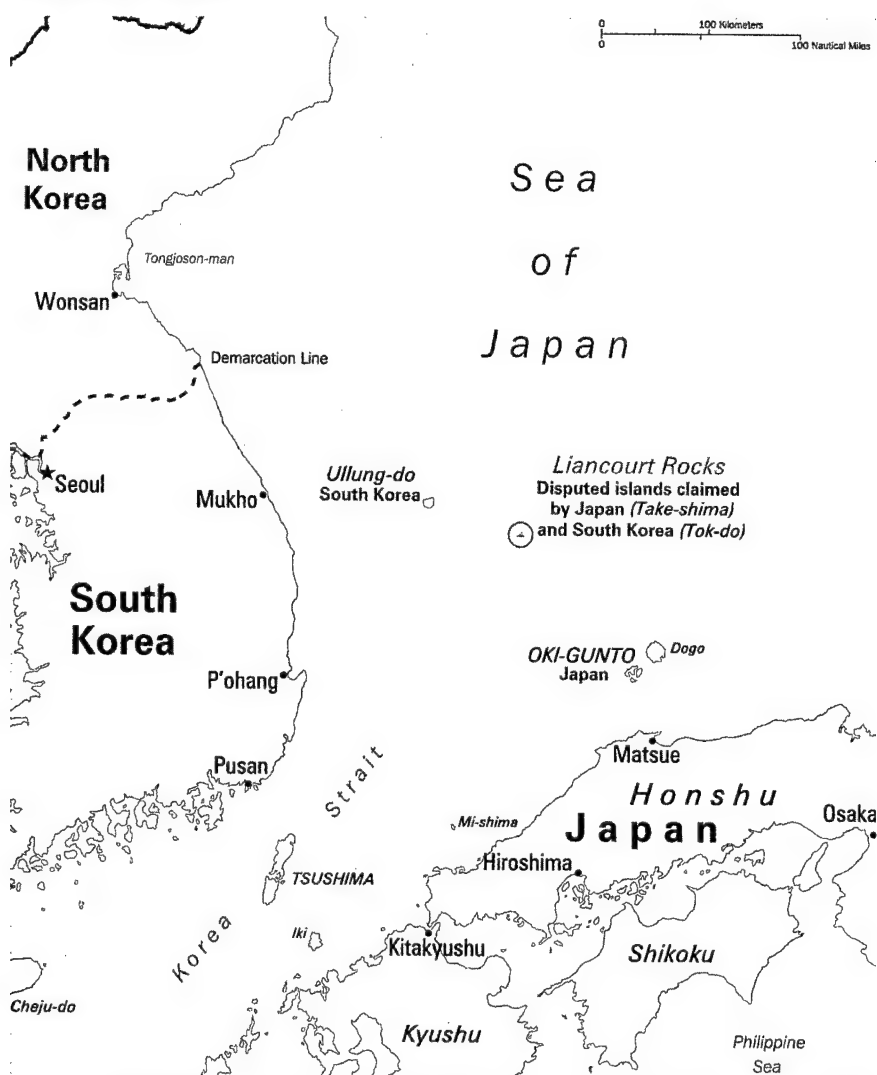 0 100 Kilometers
0 100 Nautical Miles
North
Korea
Sea
of
Japan
Tongjoson-man
Wonsan
Demarcation Line
Seoul
Mukho
Ullung-do
South Korea
Liancourt Rocks
Disputed islands claimed
by Japan (Take-shima)
and South Korea (Tok-do)
South
Korea
OKI-GUNTO
Japan
Dogo
P'ohang
Pusan
Matsue
Korea Strait
Honshu
Mi-shima
Japan
Osaka
Hiroshima
TSUSHIMA
Iki
Kitakyushu
Shikoku
Cheju-do
Kyushu
Philippine
Sea